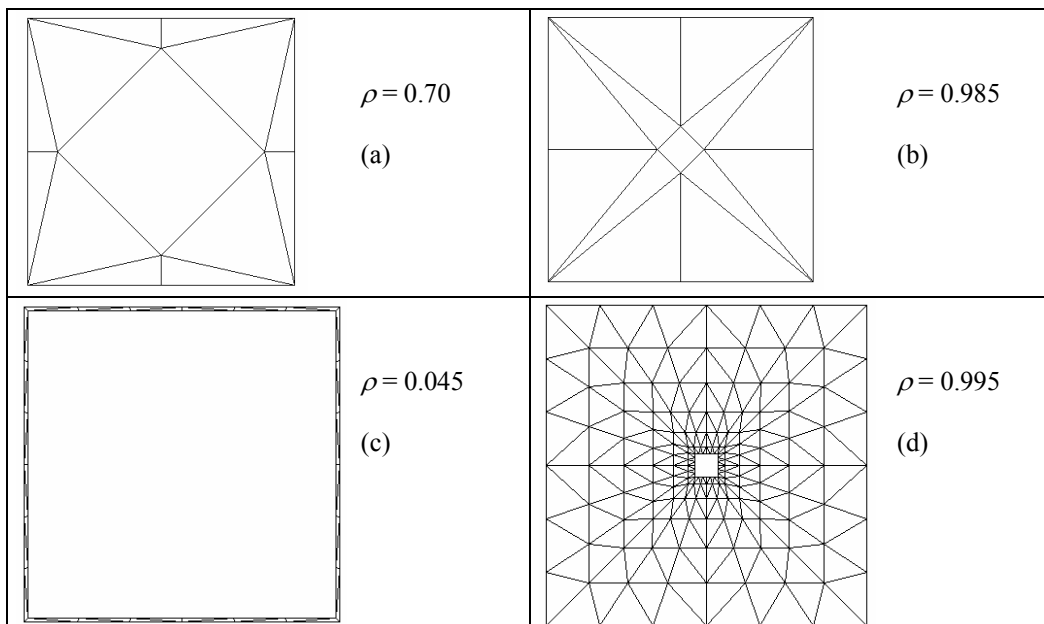 ρ = 0.70
(a)
ρ = 0.985
(b)
ρ = 0.045
(c)
ρ = 0.995
(d)